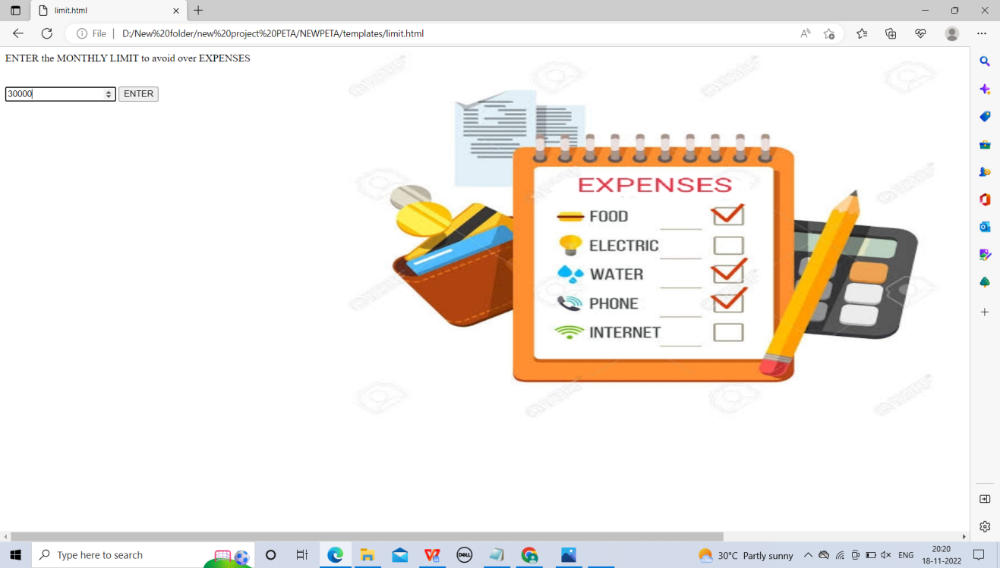 limit.html
File | D:/New%20folder/new%20project%20PETA/NEWPETA/templates/limit.html
ENTER the MONTHLY LIMIT to avoid over EXPENSES
30000 ENTER
EXPENSES
FOOD
ELECTRIC
WATER
PHONE
INTERNET
Type here to search
DELL
30°C Partly sunny
ENG
20:20
18-11-2022